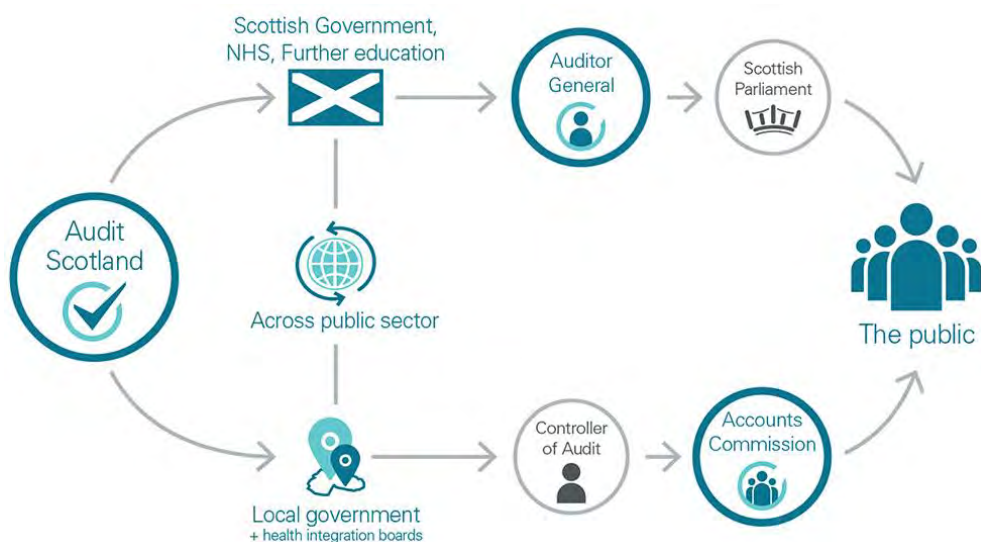 Scottish Government,
NHS, Further education
Auditor
General
Scottish
Parliament
Audit
Scotland
Across public sector
The public
Local government
+ health integration boards
Controller
of Audit
Accounts
Commission